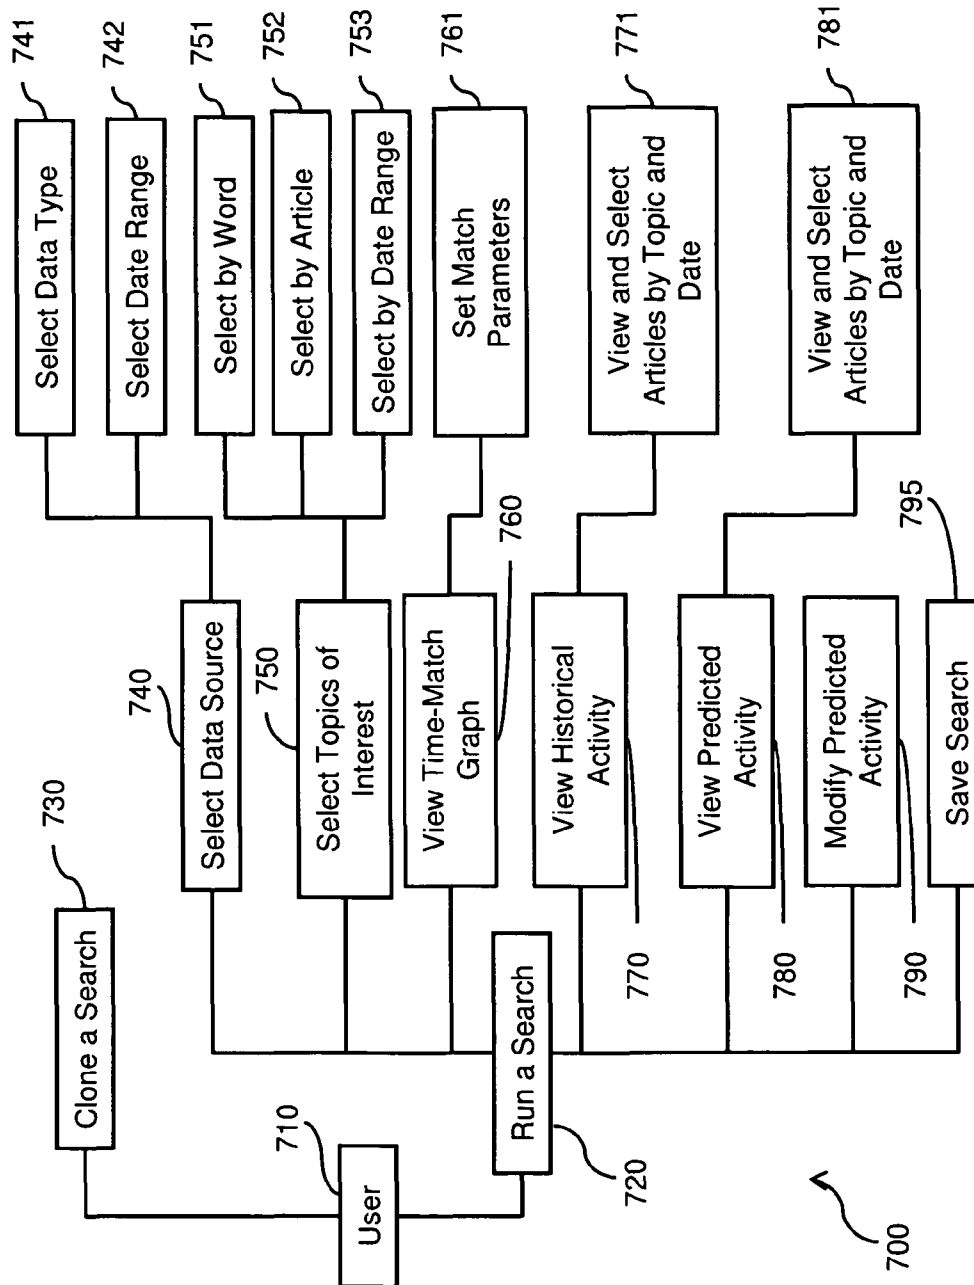 730
Clone a Search
710
User
Run a Search
720
700
740
Select Data Source
741
Select Data Type
742
Select Date Range
750
Select Topics of
Interest
751
Select by Word
752
Select by Article
753
Select by Date Range
View Time-Match
Graph
760
761
Set Match
Parameters
View Historical
Activity
770
771
View and Select
Articles by Topic and
Date
View Predicted
Activity
780
781
View and Select
Articles by Topic and
Date
Modify Predicted
Activity
790
795
Save Search